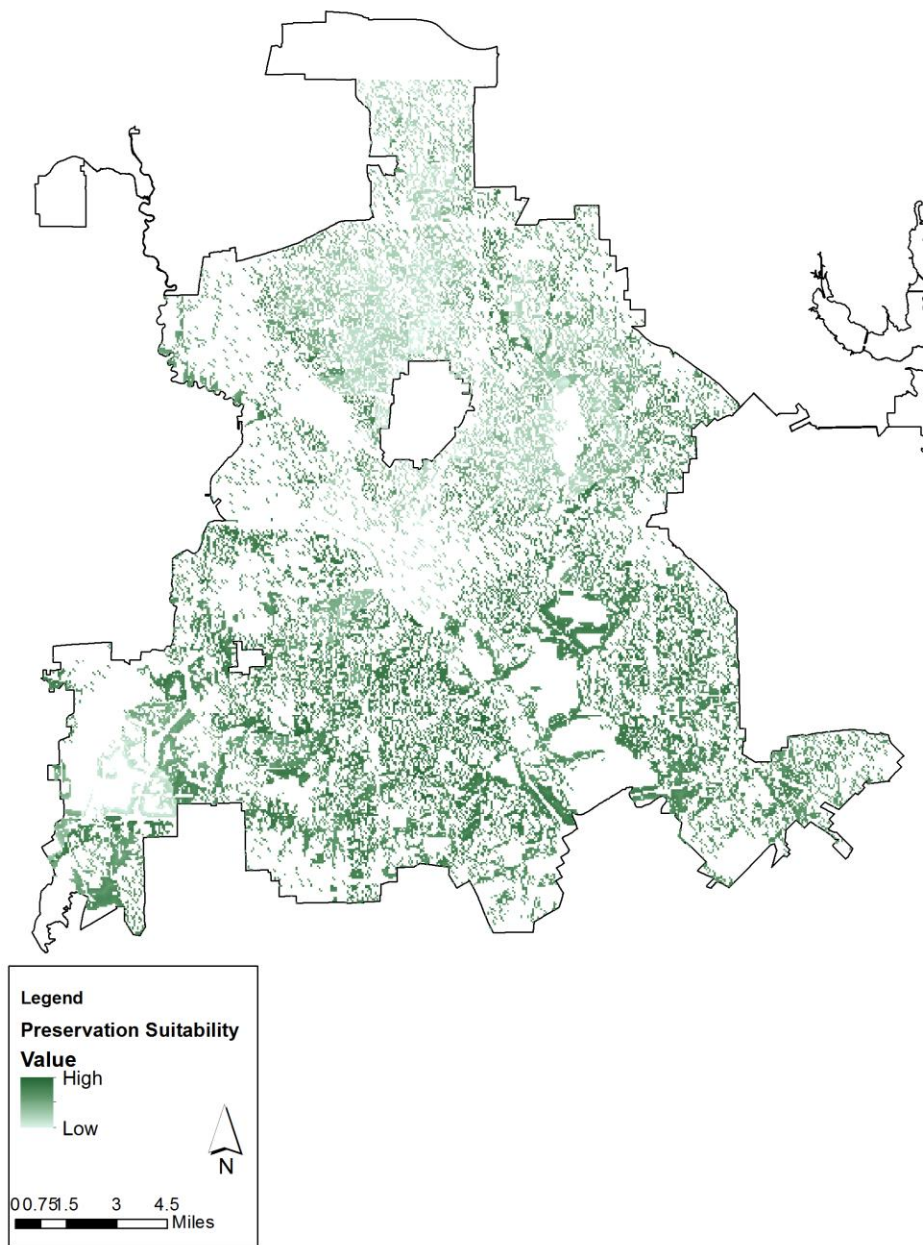 Legend
Preservation Suitability
Value
High
Low
N
0 0.75 1.5 3 4.5
Miles